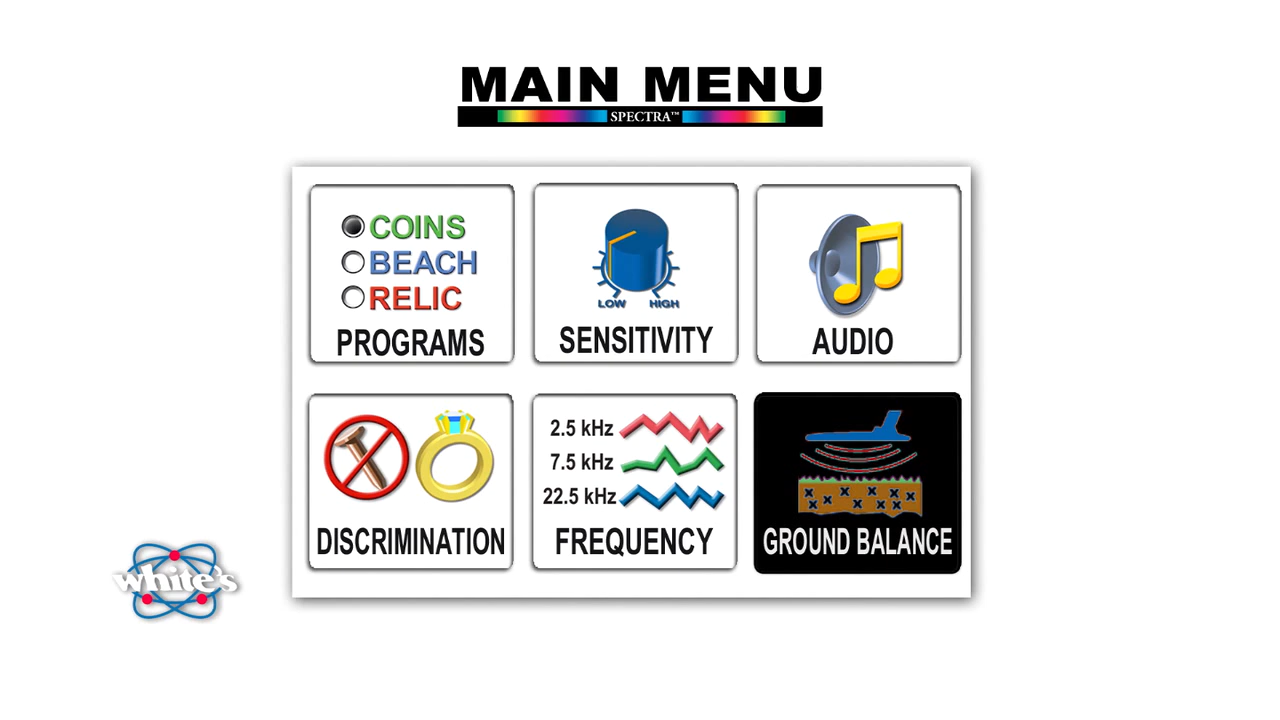 MAIN MENU
SPECTRA™
COINS
BEACH
RELIC
PROGRAMS
LOW HIGH
SENSITIVITY
AUDIO
DISCRIMINATION
2.5 kHz
7.5 kHz
22.5 kHz
FREQUENCY
GROUND BALANCE
white's